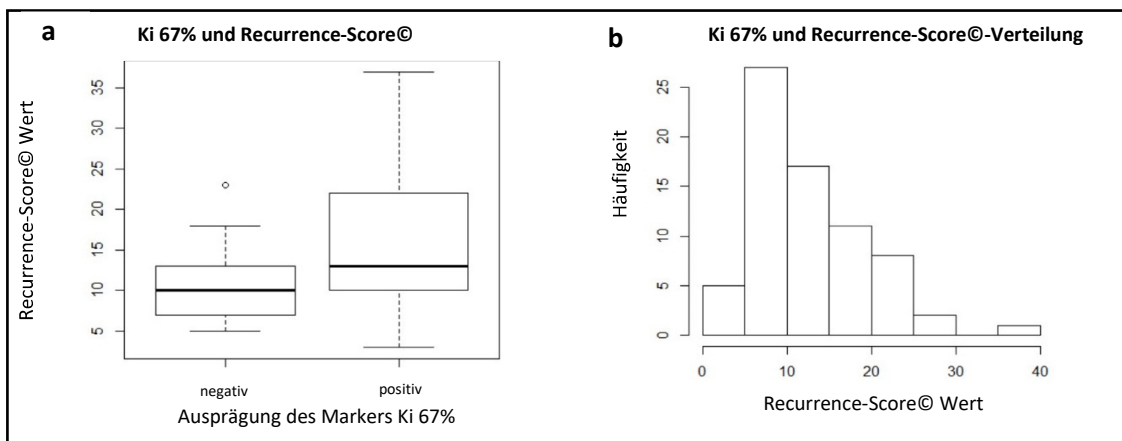 a
Ki 67% und Recurrence-Score©
Recurrence-Score© Wert
35
30
25
20
15
10
5
negativ
positiv
Ausprägung des Markers Ki 67%
b
Ki 67% und Recurrence-Score©-Verteilung
Häufigkeit
25
20
15
10
5
0
0 10 20 30 40
Recurrence-Score© Wert